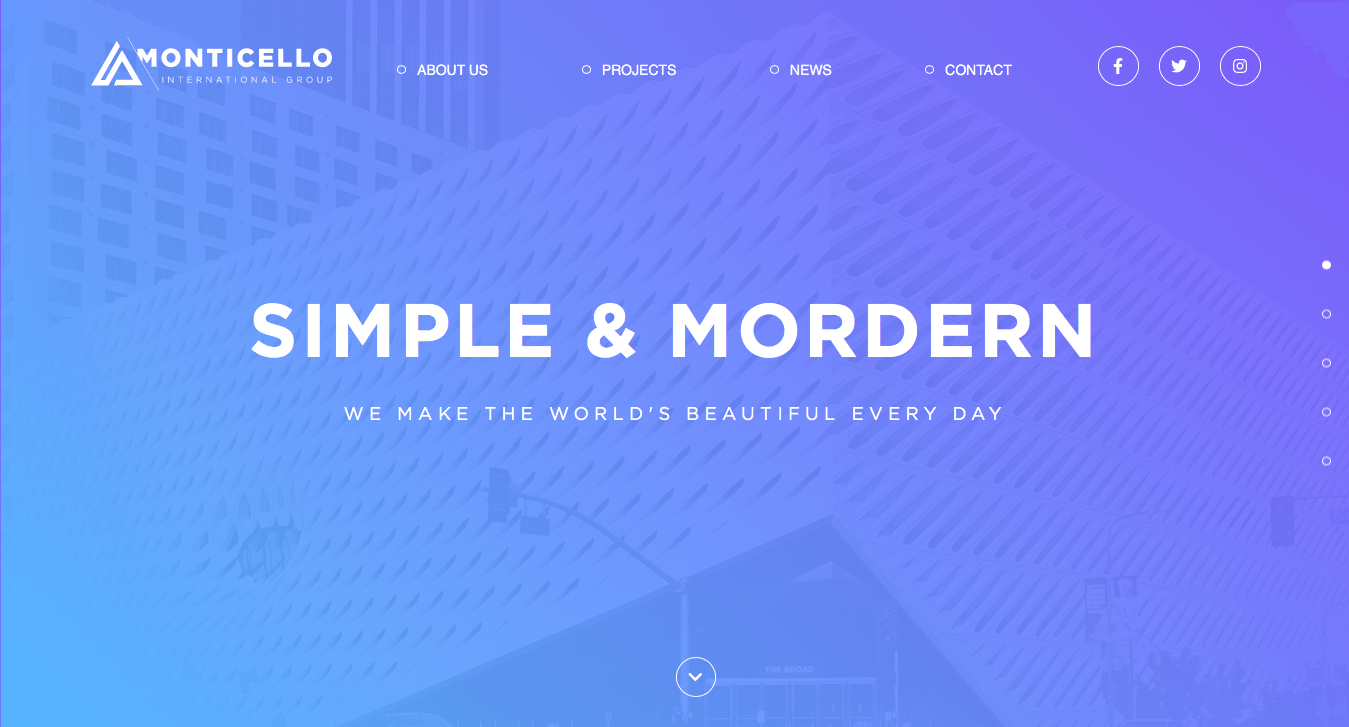 MONTICELLO
INTERNATIONAL GROUP
ABOUT US
PROJECTS
NEWS
CONTACT
SIMPLE & MORDERN
WE MAKE THE WORLD'S BEAUTIFUL EVERY DAY
THE BROAD